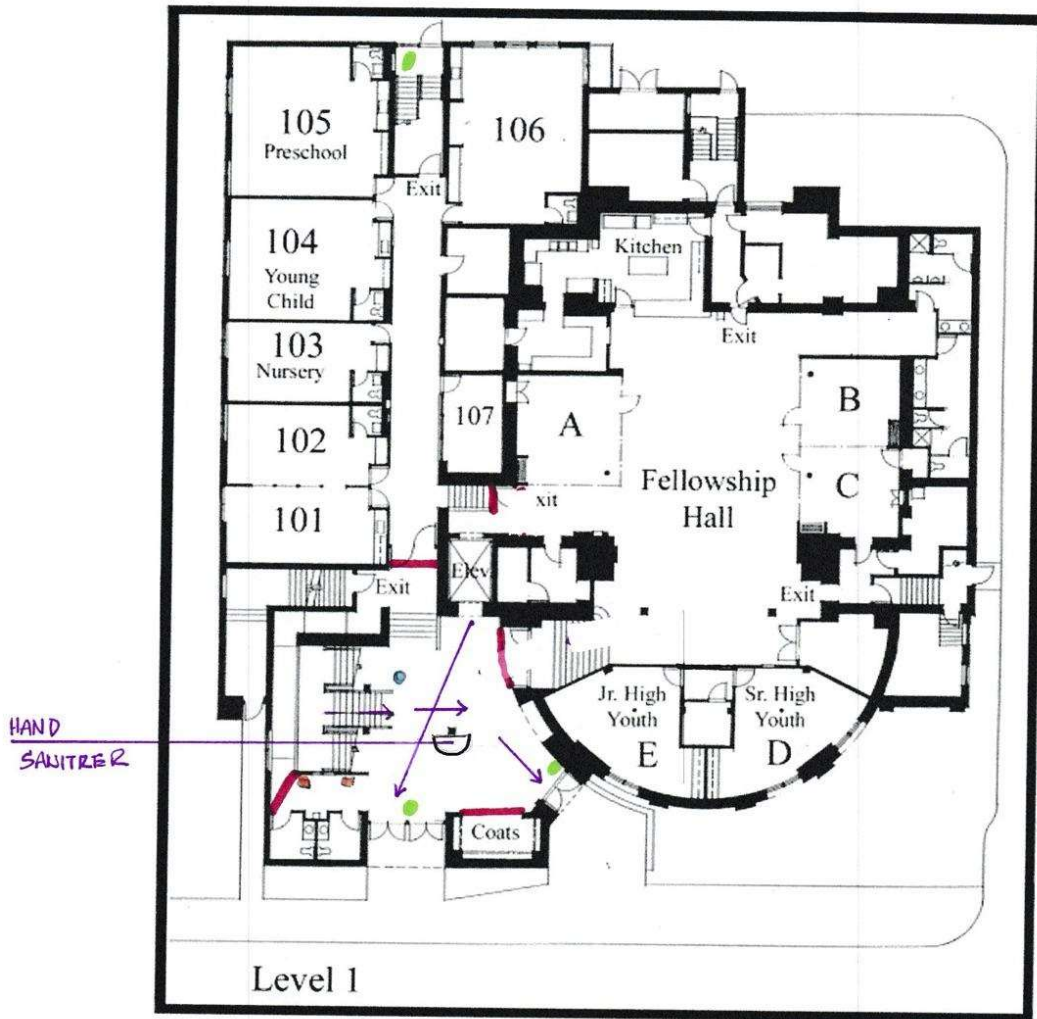 105
Preschool
106
Exit
104
Young
Child
Kitchen
Exit
103
Nursery
102
107
A
B
Fellowship
Hall
C
xit
101
Elev
Exit
Exit
Jr. High
Youth
E
Sr. High
Youth
D
HAND
SANITRER
Coats
Level 1